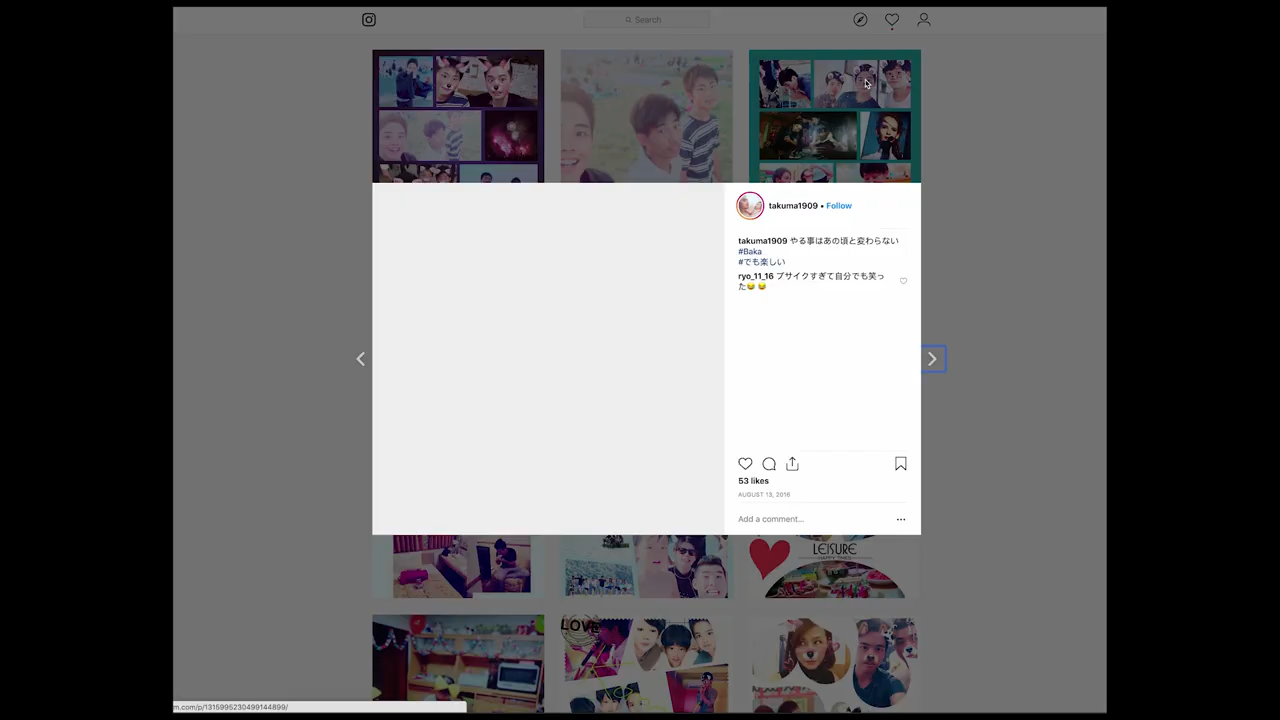 Search
takuma1909 • Follow
takuma1909 やる事はあの頃と変わらない
#Baka
#でも楽しい
ryo_11_16 ブサイクすぎて自分でも笑っ
た😂 😂
53 likes
AUGUST 13, 2016
Add a comment...
LEISURE
HAPPY TIMES
LOVE
m.com/p/1315995230499144899/